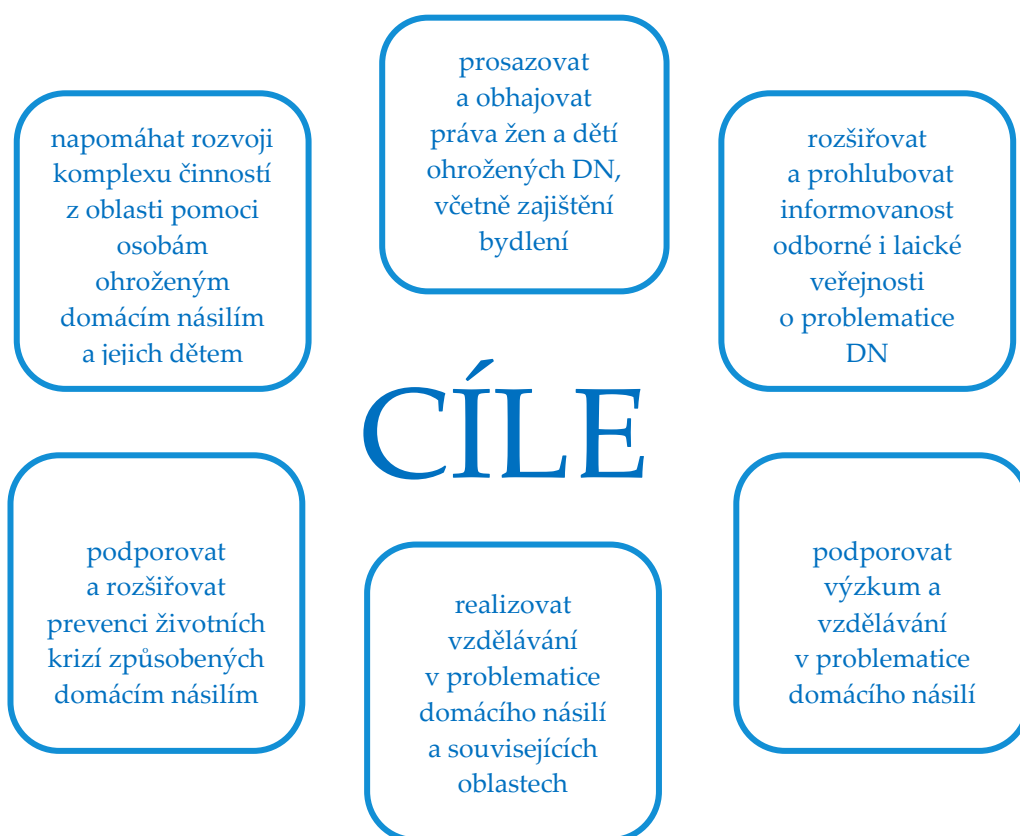 prosazovat
a obhajovat
práva žen a dětí
ohrožených DN,
včetně zajištění
bydlení
napomáhat rozvoji
komplexu činností
z oblasti pomoci
osobám
ohroženým
domácím násilím
a jejich dětem
rozšiřovat
a prohlubovat
informovanost
odborné i laické
veřejnosti
o problematice
DN
CÍLE
podporovat
a rozšiřovat
prevenci životních
krizí způsobených
domácím násilím
realizovat
vzdělávání
v problematice
domácího násilí
a souvisejících
oblastech
podporovat
výzkum a
vzdělávání
v problematice
domácího násilí